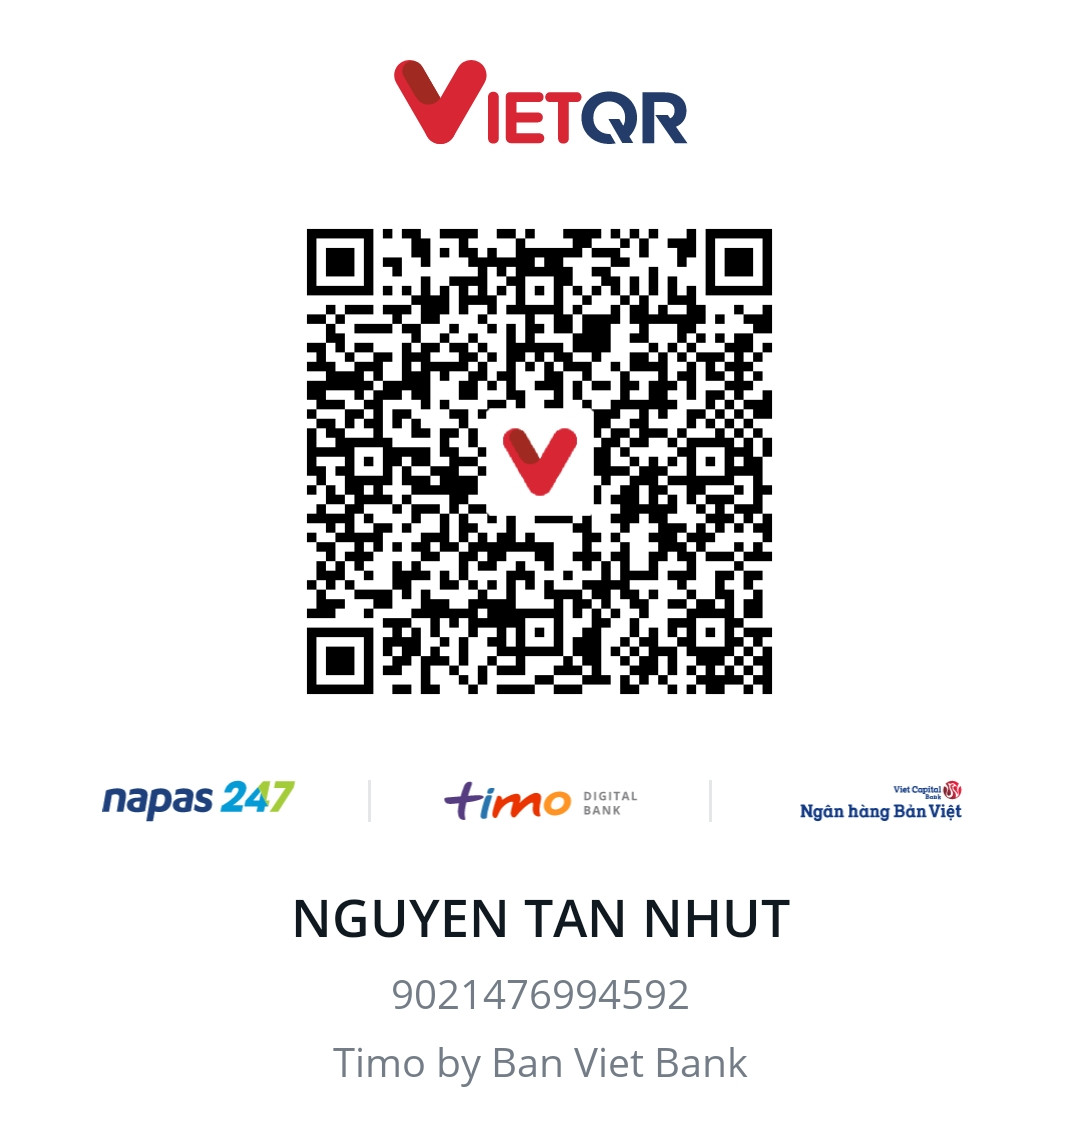 VIETQR
napas 247
timo DIGITAL BANK
Viet Capital Bank
Ngân hàng Bản Việt
NGUYEN TAN NHUT
9021476994592
Timo by Ban Viet Bank